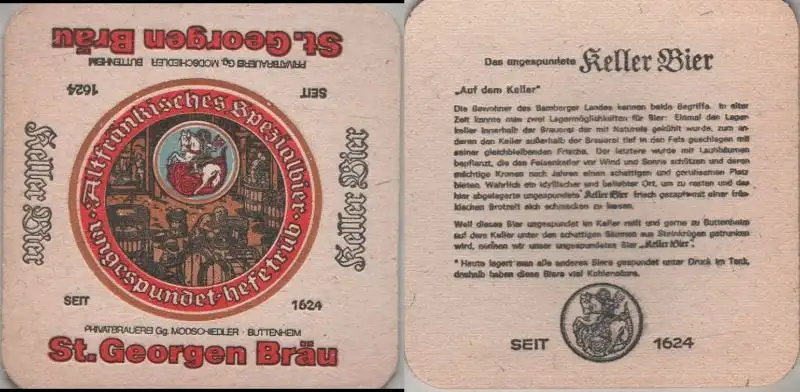 St. Georgen Bräu
PRIVATBRAUEREI Gg. MODSCHIEDLER · BUTTENHEIM
SEIT 1624
Keller Bier
Keller Bier
· Altfränkisches Spezialbier ·
ungespundet-hefetrub
SEIT 1624
PRIVATBRAUEREI Gg. MODSCHIEDLER · BUTTENHEIM
St. Georgen Bräu
Das ungespundete Keller Bier
„Auf dem Keller"
Die Bewohner des Bamberger Landes kennen beide Begriffe. In alter
Zeit kannte man zwei Lagermöglichkeiten für Bier: Einmal den Lager-
keller innerhalb der Brauerei der mit Natureis gekühlt wurde, zum an-
deren den Keller außerhalb der Brauerei tief in den Fels geschlagen mit
seiner gleichbleibenden Frische. Der letztere wurde mit Laubbäumen
bepflanzt, die den Felsenkeller vor Wind und Sonne schützen und deren
mächtige Kronen nach Jahren einen schattigen und geruhsamen Platz
bieten. Wahrlich ein idyllischer und beliebter Ort, um zu rasten und das
hier abgelagerte ungespundete* Keller Bier frisch gezapft mit einer frän-
kischen Brotzeit sich schmecken zu lassen.
Weil dieses Bier ungespundet im Keller reift und gerne zu Buttenheim
auf dem Keller unter den schattigen Bäumen aus Steinkrügen getrunken
wird, nennen wir unser ungespundetes Bier „Keller Bier".
* Heute lagert man alle anderen Biere gespundet unter Druck im Tank,
deshalb haben diese Biere viel Kohlensäure.
SEIT 1624